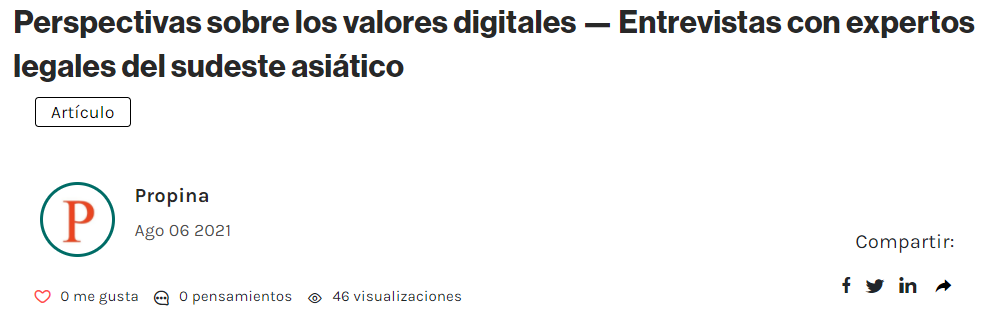 Perspectivas sobre los valores digitales — Entrevistas con expertos
legales del sudeste asiático
Artículo
P
Propina
Ago 06 2021
Compartir:
0 me gusta 0 pensamientos 46 visualizaciones